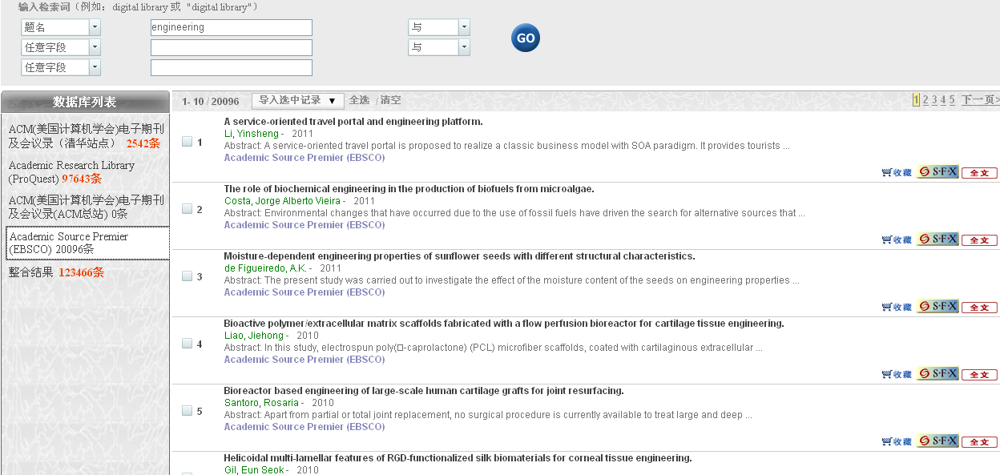 输入检索词（例如：digital library 或 "digital library"）
题名 engineering 与 GO
任意字段 与
任意字段
数据库列表
ACM(美国计算机学会)电子期刊
及会议录（清华站点） 2542条
Academic Research Library
(ProQuest) 97643条
ACM(美国计算机学会)电子期刊
及会议录(ACM总站) 0条
Academic Source Premier
(EBSCO) 20096条
整合结果 123466条
1- 10 / 20096 导入选中记录 ▼ 全选 / 清空 1 2 3 4 5 下一页>
A service-oriented travel portal and engineering platform.
Li, Yinsheng - 2011
1
Abstract: A service-oriented travel portal is proposed to realize a classic business model with SOA paradigm. It provides tourists ...
Academic Source Premier (EBSCO)
收藏 S·F·X 全文
The role of biochemical engineering in the production of biofuels from microalgae.
Costa, Jorge Alberto Vieira - 2011
2
Abstract: Environmental changes that have occurred due to the use of fossil fuels have driven the search for alternative sources that ...
Academic Source Premier (EBSCO)
收藏 S·F·X 全文
Moisture-dependent engineering properties of sunflower seeds with different structural characteristics.
de Figueiredo, A.K. - 2011
3
Abstract: The present study was carried out to investigate the effect of the moisture content of the seeds on engineering properties ...
Academic Source Premier (EBSCO)
收藏 S·F·X 全文
Bioactive polymer/extracellular matrix scaffolds fabricated with a flow perfusion bioreactor for cartilage tissue engineering.
Liao, Jiehong - 2010
4
Abstract: In this study, electrospun poly(□-caprolactone) (PCL) microfiber scaffolds, coated with cartilaginous extracellular ...
Academic Source Premier (EBSCO)
收藏 S·F·X 全文
Bioreactor based engineering of large-scale human cartilage grafts for joint resurfacing.
Santoro, Rosaria - 2010
5
Abstract: Apart from partial or total joint replacement, no surgical procedure is currently available to treat large and deep ...
Academic Source Premier (EBSCO)
收藏 S·F·X 全文
Helicoidal multi-lamellar features of RGD-functionalized silk biomaterials for corneal tissue engineering.
Gil, Eun Seok - 2010